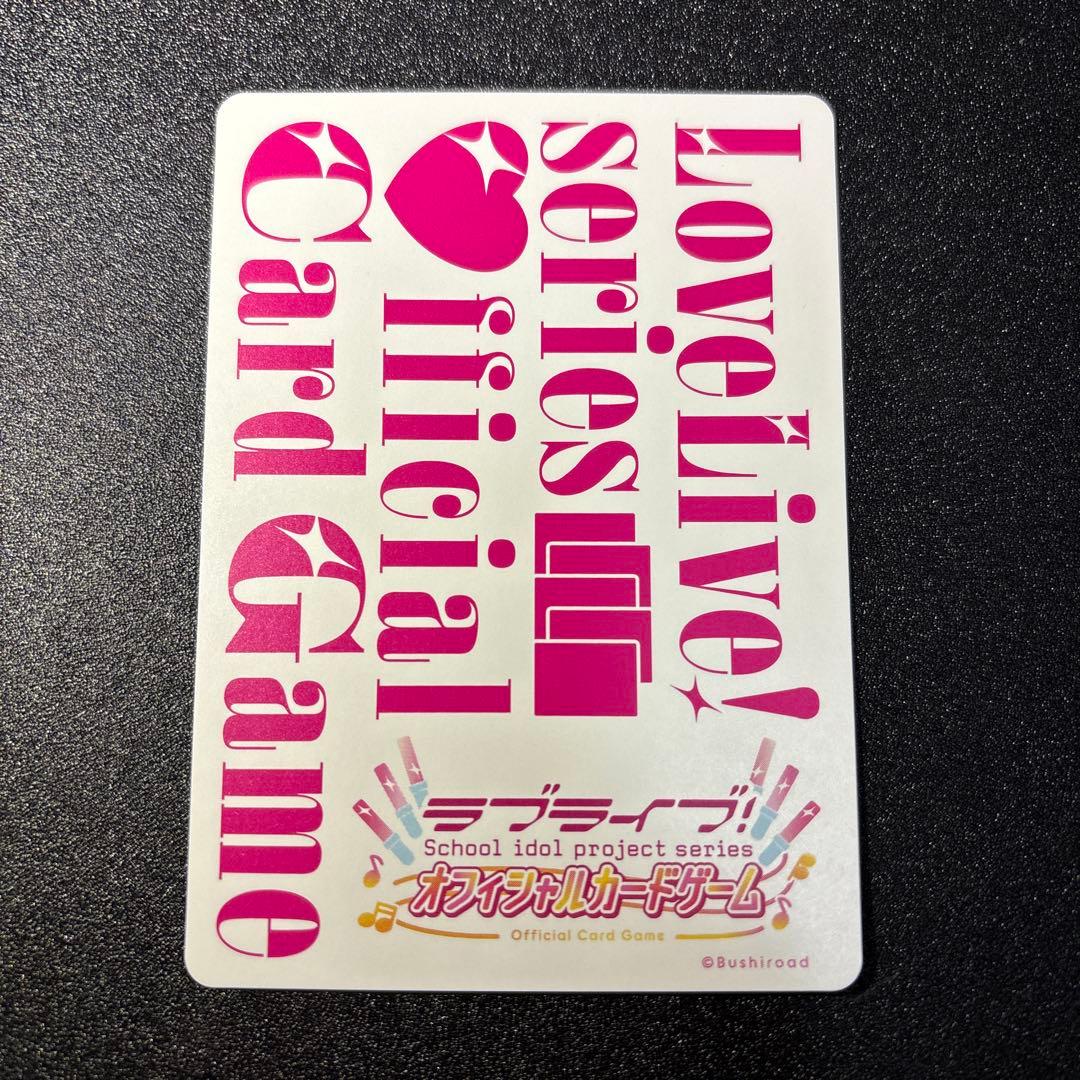 LoveLive!
series
♥fficial
Card Game
ラブライブ!
School idol project series
オフィシャルカードゲーム
Official Card Game
©Bushiroad